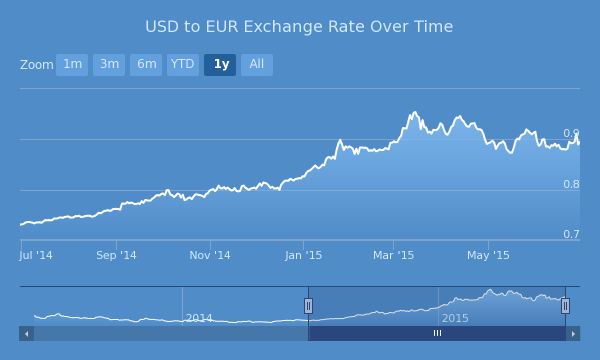 USD to EUR Exchange Rate Over Time
Zoom 1m 3m 6m YTD 1y All
0.9
0.8
0.7
Jul '14 Sep '14 Nov '14 Jan '15 Mar '15 May '15
2014 2015